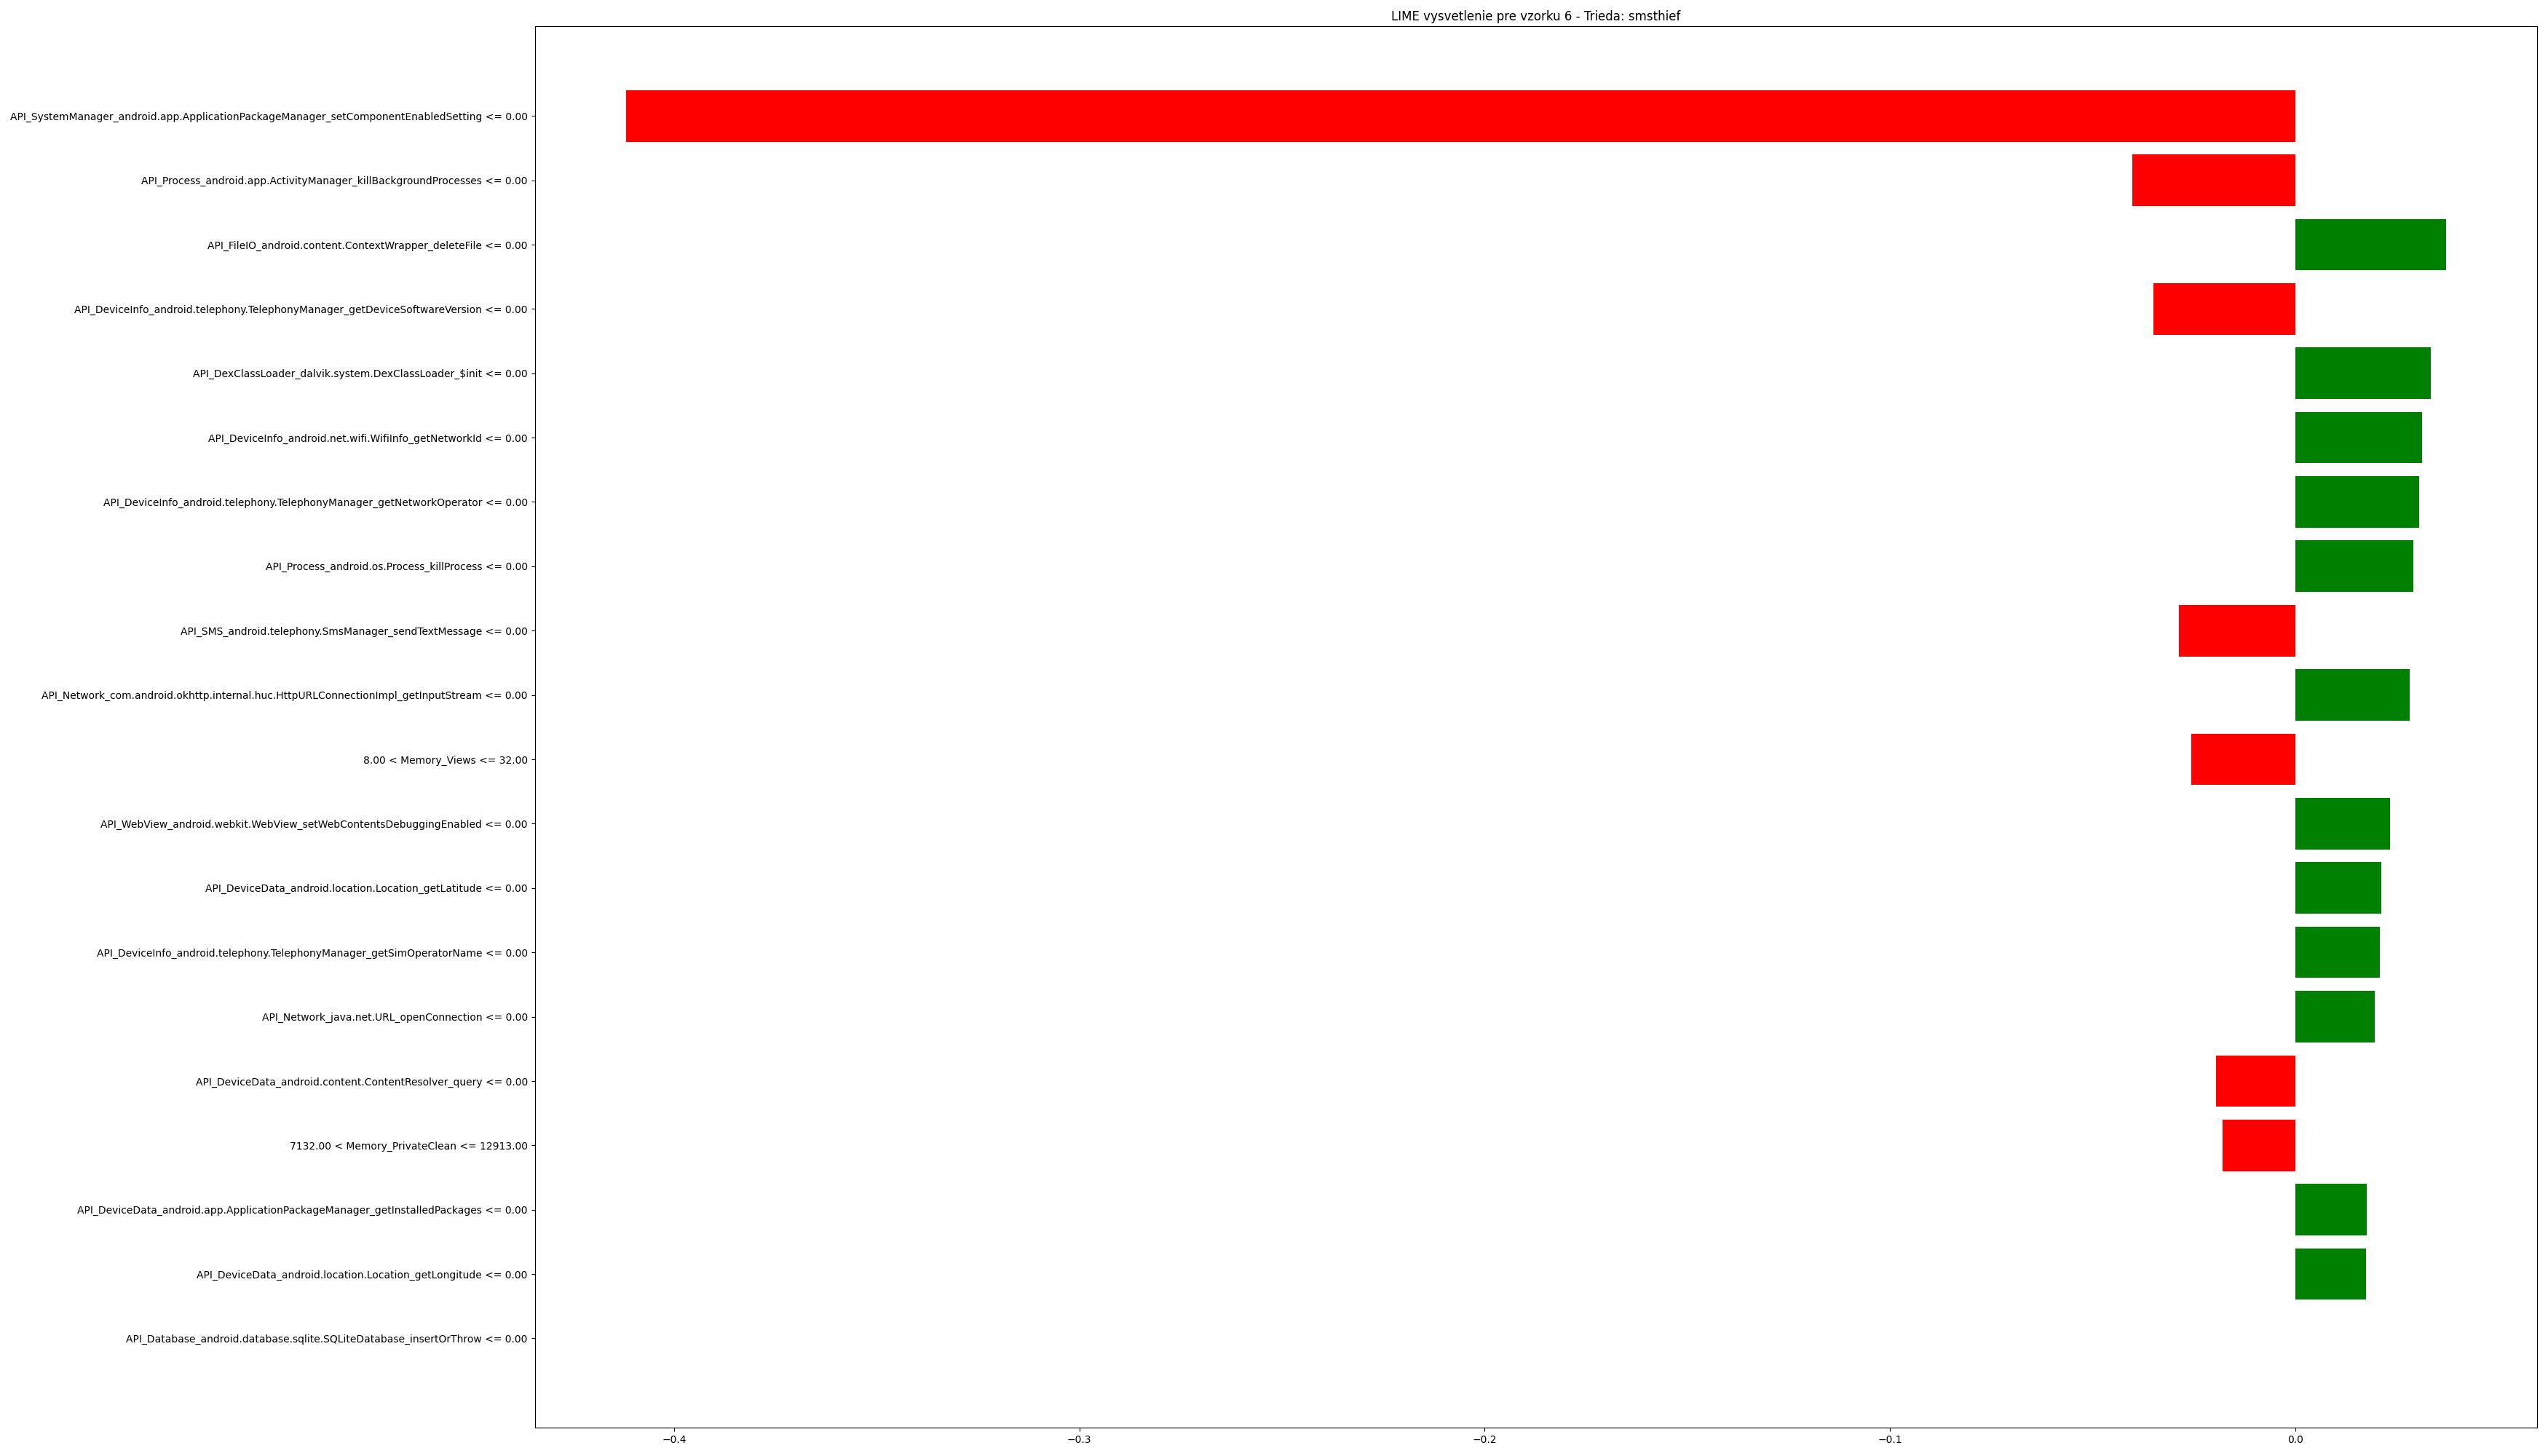 LIME vysvetlenie pre vzorku 6 - Trieda: smsthief
API_SystemManager_android.app.ApplicationPackageManager_setComponentEnabledSetting <= 0.00
API_Process_android.app.ActivityManager_killBackgroundProcesses <= 0.00
API_FileIO_android.content.ContextWrapper_deleteFile <= 0.00
API_DeviceInfo_android.telephony.TelephonyManager_getDeviceSoftwareVersion <= 0.00
API_DexClassLoader_dalvik.system.DexClassLoader_$init <= 0.00
API_DeviceInfo_android.net.wifi.WifiInfo_getNetworkId <= 0.00
API_DeviceInfo_android.telephony.TelephonyManager_getNetworkOperator <= 0.00
API_Process_android.os.Process_killProcess <= 0.00
API_SMS_android.telephony.SmsManager_sendTextMessage <= 0.00
API_Network_com.android.okhttp.internal.huc.HttpURLConnectionImpl_getInputStream <= 0.00
8.00 < Memory_Views <= 32.00
API_WebView_android.webkit.WebView_setWebContentsDebuggingEnabled <= 0.00
API_DeviceData_android.location.Location_getLatitude <= 0.00
API_DeviceInfo_android.telephony.TelephonyManager_getSimOperatorName <= 0.00
API_Network_java.net.URL_openConnection <= 0.00
API_DeviceData_android.content.ContentResolver_query <= 0.00
7132.00 < Memory_PrivateClean <= 12913.00
API_DeviceData_android.app.ApplicationPackageManager_getInstalledPackages <= 0.00
API_DeviceData_android.location.Location_getLongitude <= 0.00
API_Database_android.database.sqlite.SQLiteDatabase_insertOrThrow <= 0.00
−0.4 −0.3 −0.2 −0.1 0.0